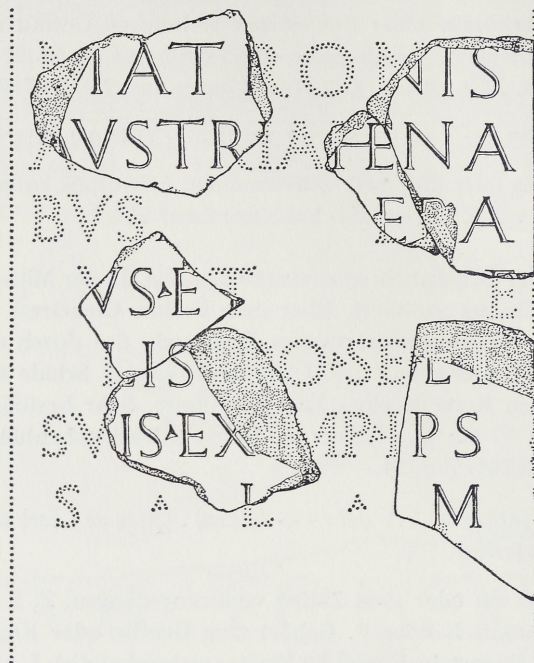 MATRONIS
AVSTRIAHENA
BVS
VS▴ET E
LIS PRO▴SE▴ET
SVIS▴EX IMP▴IPS
S ▴ L ▴ M